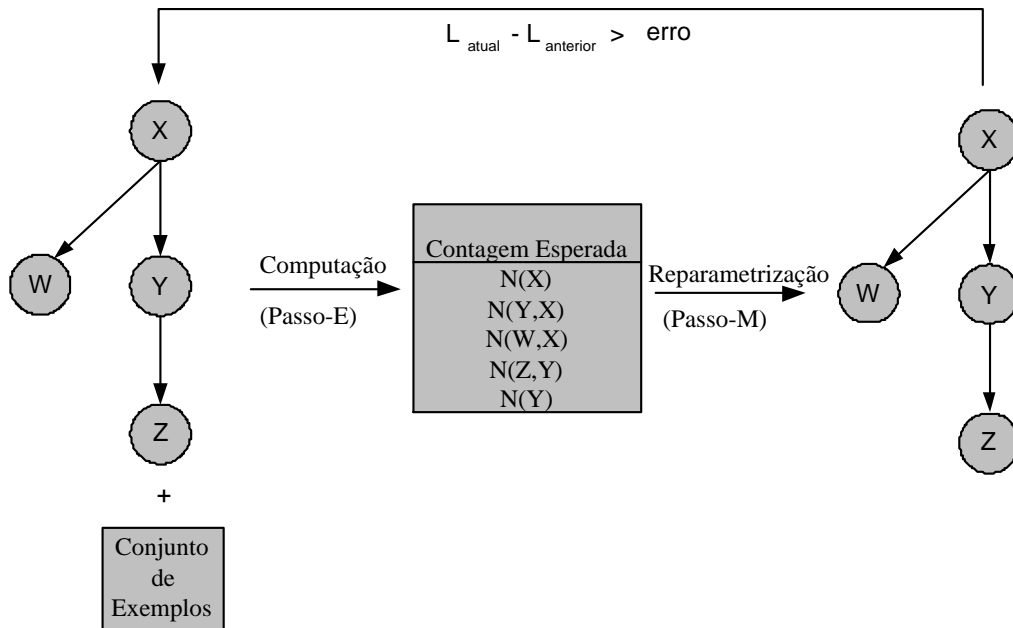 L atual - L anterior > erro
X
W
Y
Z
+
Conjunto
de
Exemplos
Computação
(Passo-E)
Contagem Esperada
N(X)
N(Y,X)
N(W,X)
N(Z,Y)
N(Y)
Reparametrização
(Passo-M)
X
W
Y
Z